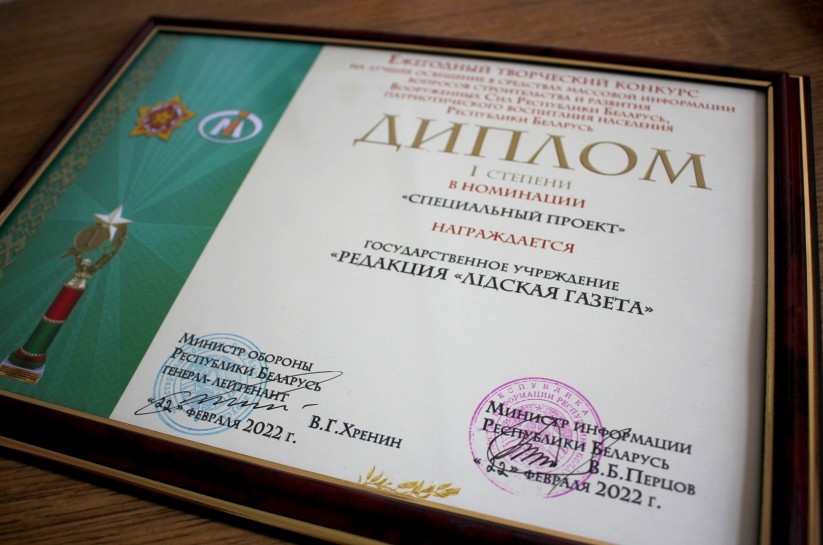 Ежегодный творческий конкурс
на лучшее освещение в средствах массовой информации
вопросов строительства и развития
Вооруженных Сил Республики Беларусь,
патриотического воспитания населения
Республики Беларусь
ДИПЛОМ
I степени
в номинации
«Специальный проект»
награждается
государственное учреждение
«Редакция «Лідская газета»
Министр обороны
Республики Беларусь
генерал-лейтенант
В.Г.Хренин
«22» февраля 2022 г.
Министр информации
Республики Беларусь
В.Б.Перцов
«22» февраля 2022 г.